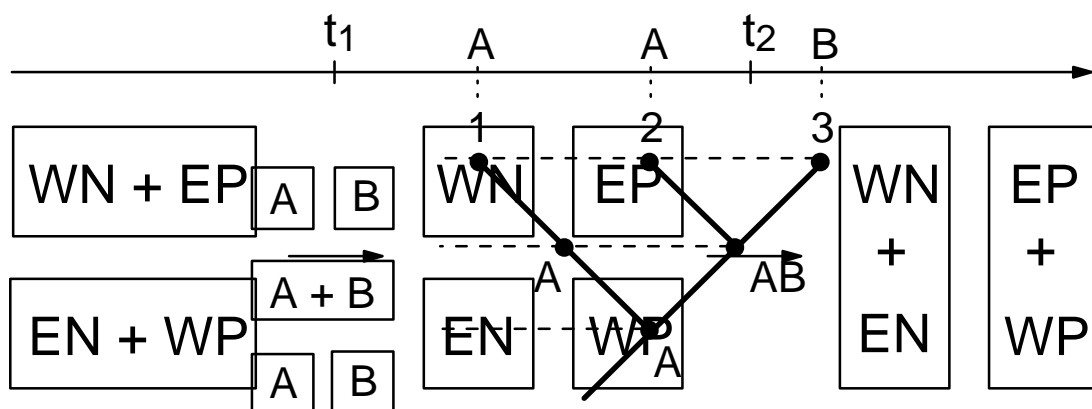 t1 A A t2 B
1 2 3
WN + EP A B WN EP WN + EN EP + WP
A + B A AB
EN + WP A B EN WP A